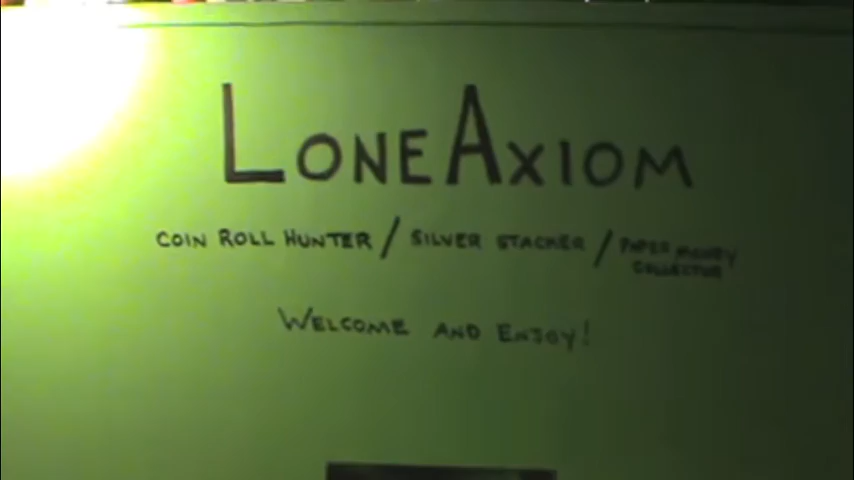 LONEAXIOM
COIN ROLL HUNTER / SILVER STACKER / PAPER MONEY
COLLECTOR
WELCOME AND ENJOY!